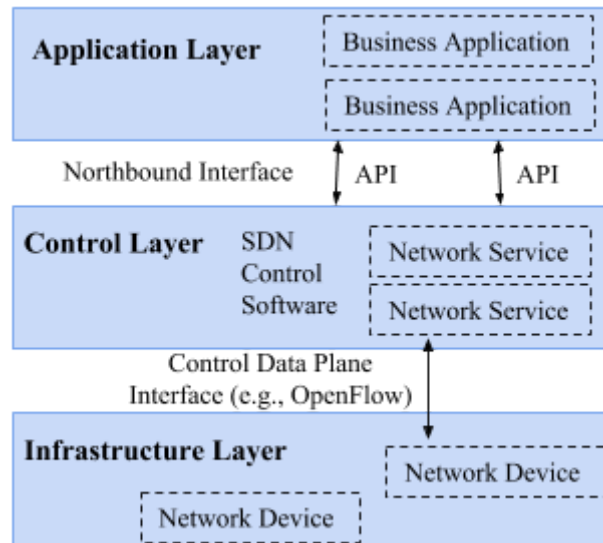 Application Layer
Business Application
Business Application
Northbound Interface
API
API
Control Layer
SDN
Control
Software
Network Service
Network Service
Control Data Plane
Interface (e.g., OpenFlow)
Infrastructure Layer
Network Device
Network Device